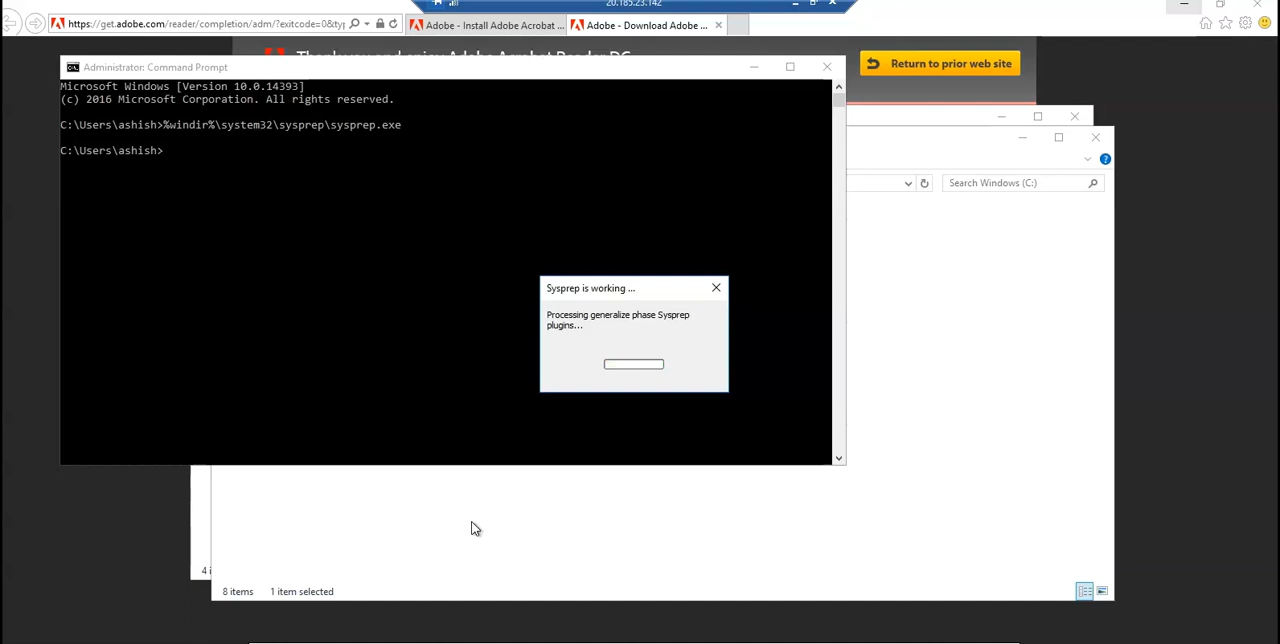 20.185.23.142
https://get.adobe.com/reader/completion/adm/?exitcode=0&typ
Adobe - Install Adobe Acrobat ...
Adobe - Download Adobe ...
Return to prior web site
Administrator: Command Prompt
Microsoft Windows [Version 10.0.14393]
(c) 2016 Microsoft Corporation. All rights reserved.
C:\Users\ashish>%windir%\system32\sysprep\sysprep.exe
C:\Users\ashish>
Search Windows (C:)
Sysprep is working ...
Processing generalize phase Sysprep
plugins...
4 i
8 items
1 item selected